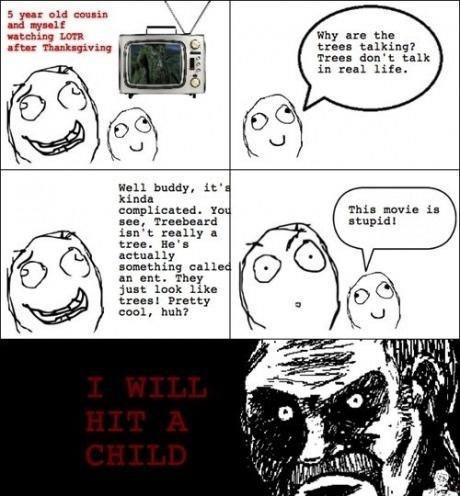 5 year old cousin
and myself
watching LOTR
after Thanksgiving
Why are the
trees talking?
Trees don't talk
in real life.
Well buddy, it's
kinda
complicated. You
see, Treebeard
isn't really a
tree. He's
actually
something called
an ent. They
just look like
trees! Pretty
cool, huh?
This movie is
stupid!
I WILL
HIT A
CHILD